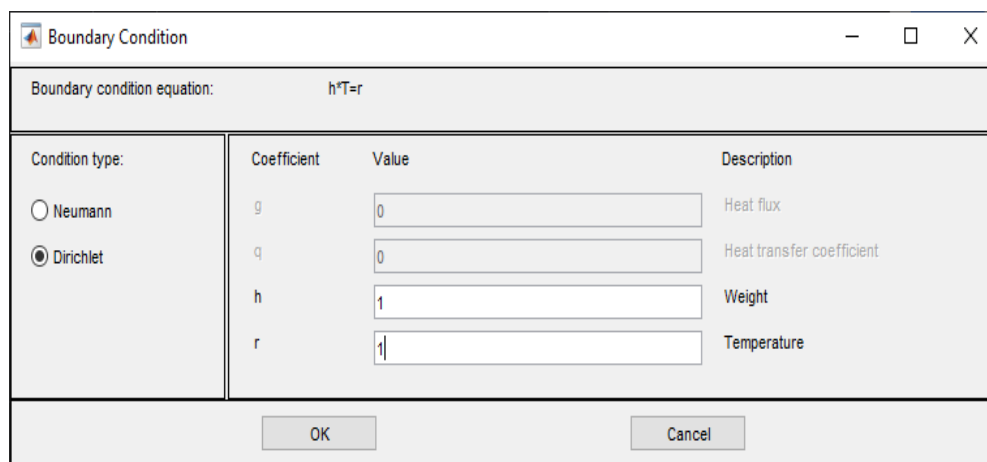 Boundary Condition
Boundary condition equation: h*T=r
Condition type: Coefficient Value Description
Neumann g 0 Heat flux
Dirichlet q 0 Heat transfer coefficient
h 1 Weight
r 1 Temperature
OK Cancel